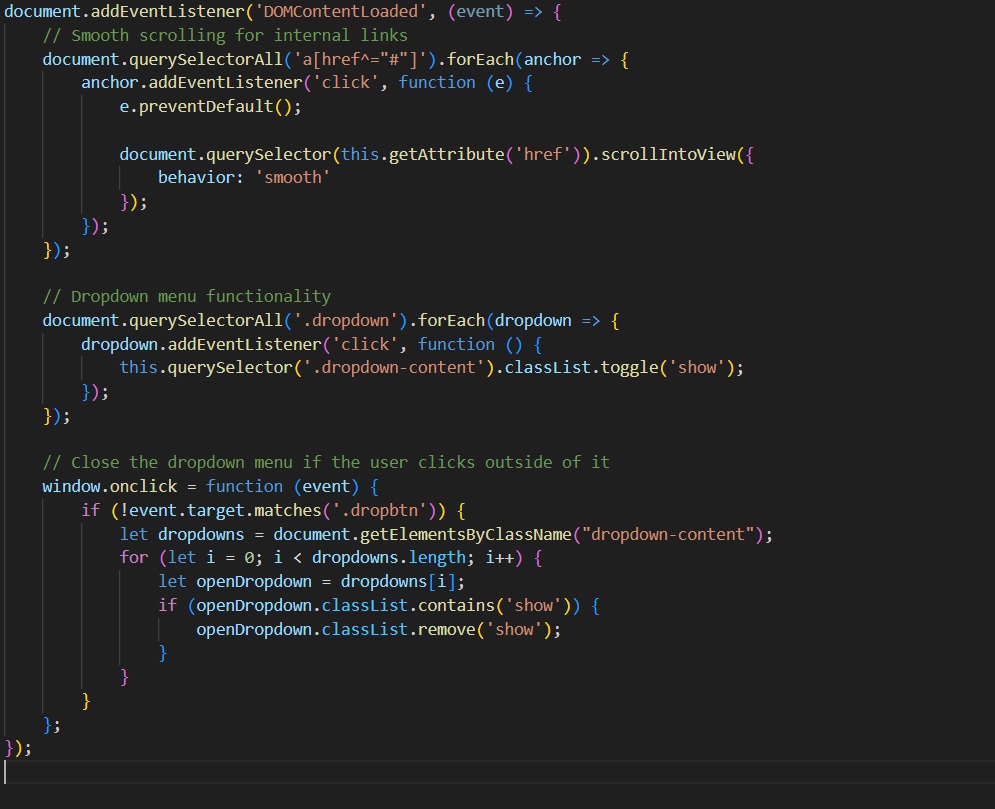 document.addEventListener('DOMContentLoaded', (event) => {
    // Smooth scrolling for internal links
    document.querySelectorAll('a[href^="#"]').forEach(anchor => {
        anchor.addEventListener('click', function (e) {
            e.preventDefault();

            document.querySelector(this.getAttribute('href')).scrollIntoView({
                behavior: 'smooth'
            });
        });
    });

    // Dropdown menu functionality
    document.querySelectorAll('.dropdown').forEach(dropdown => {
        dropdown.addEventListener('click', function () {
            this.querySelector('.dropdown-content').classList.toggle('show');
        });
    });

    // Close the dropdown menu if the user clicks outside of it
    window.onclick = function (event) {
        if (!event.target.matches('.dropbtn')) {
            let dropdowns = document.getElementsByClassName("dropdown-content");
            for (let i = 0; i < dropdowns.length; i++) {
                let openDropdown = dropdowns[i];
                if (openDropdown.classList.contains('show')) {
                    openDropdown.classList.remove('show');
                }
            }
        }
    };
});